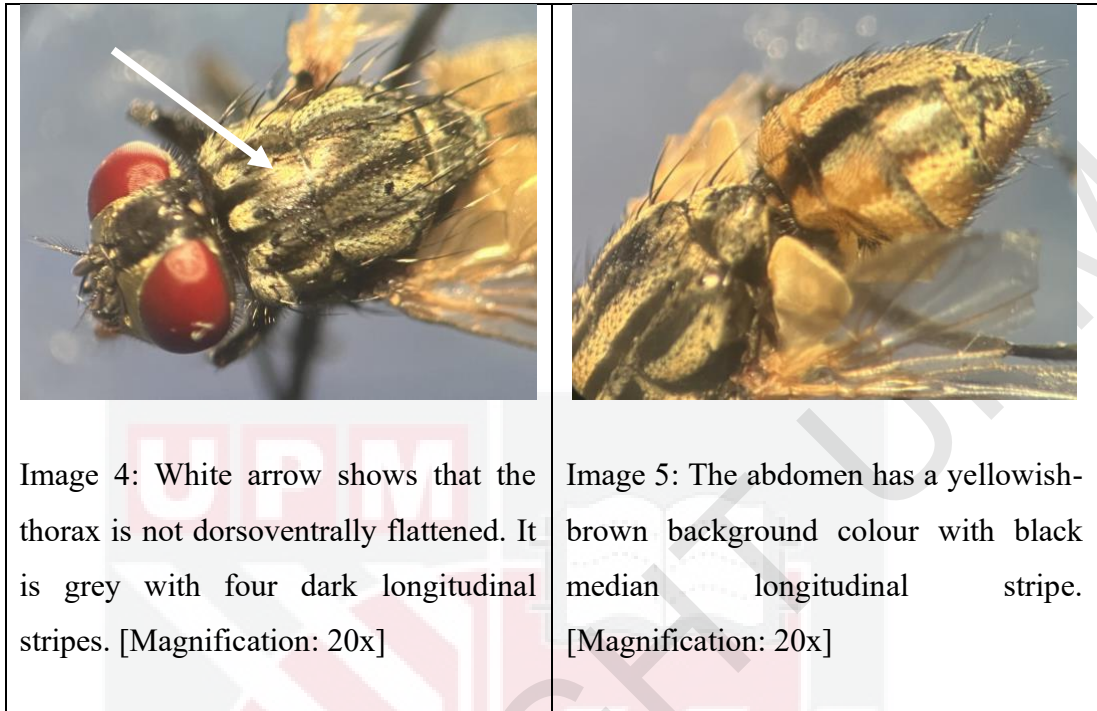 Image 4: White arrow shows that the
thorax is not dorsoventrally flattened. It
is grey with four dark longitudinal
stripes. [Magnification: 20x]
Image 5: The abdomen has a yellowish-
brown background colour with black
median longitudinal stripe.
[Magnification: 20x]
UPM